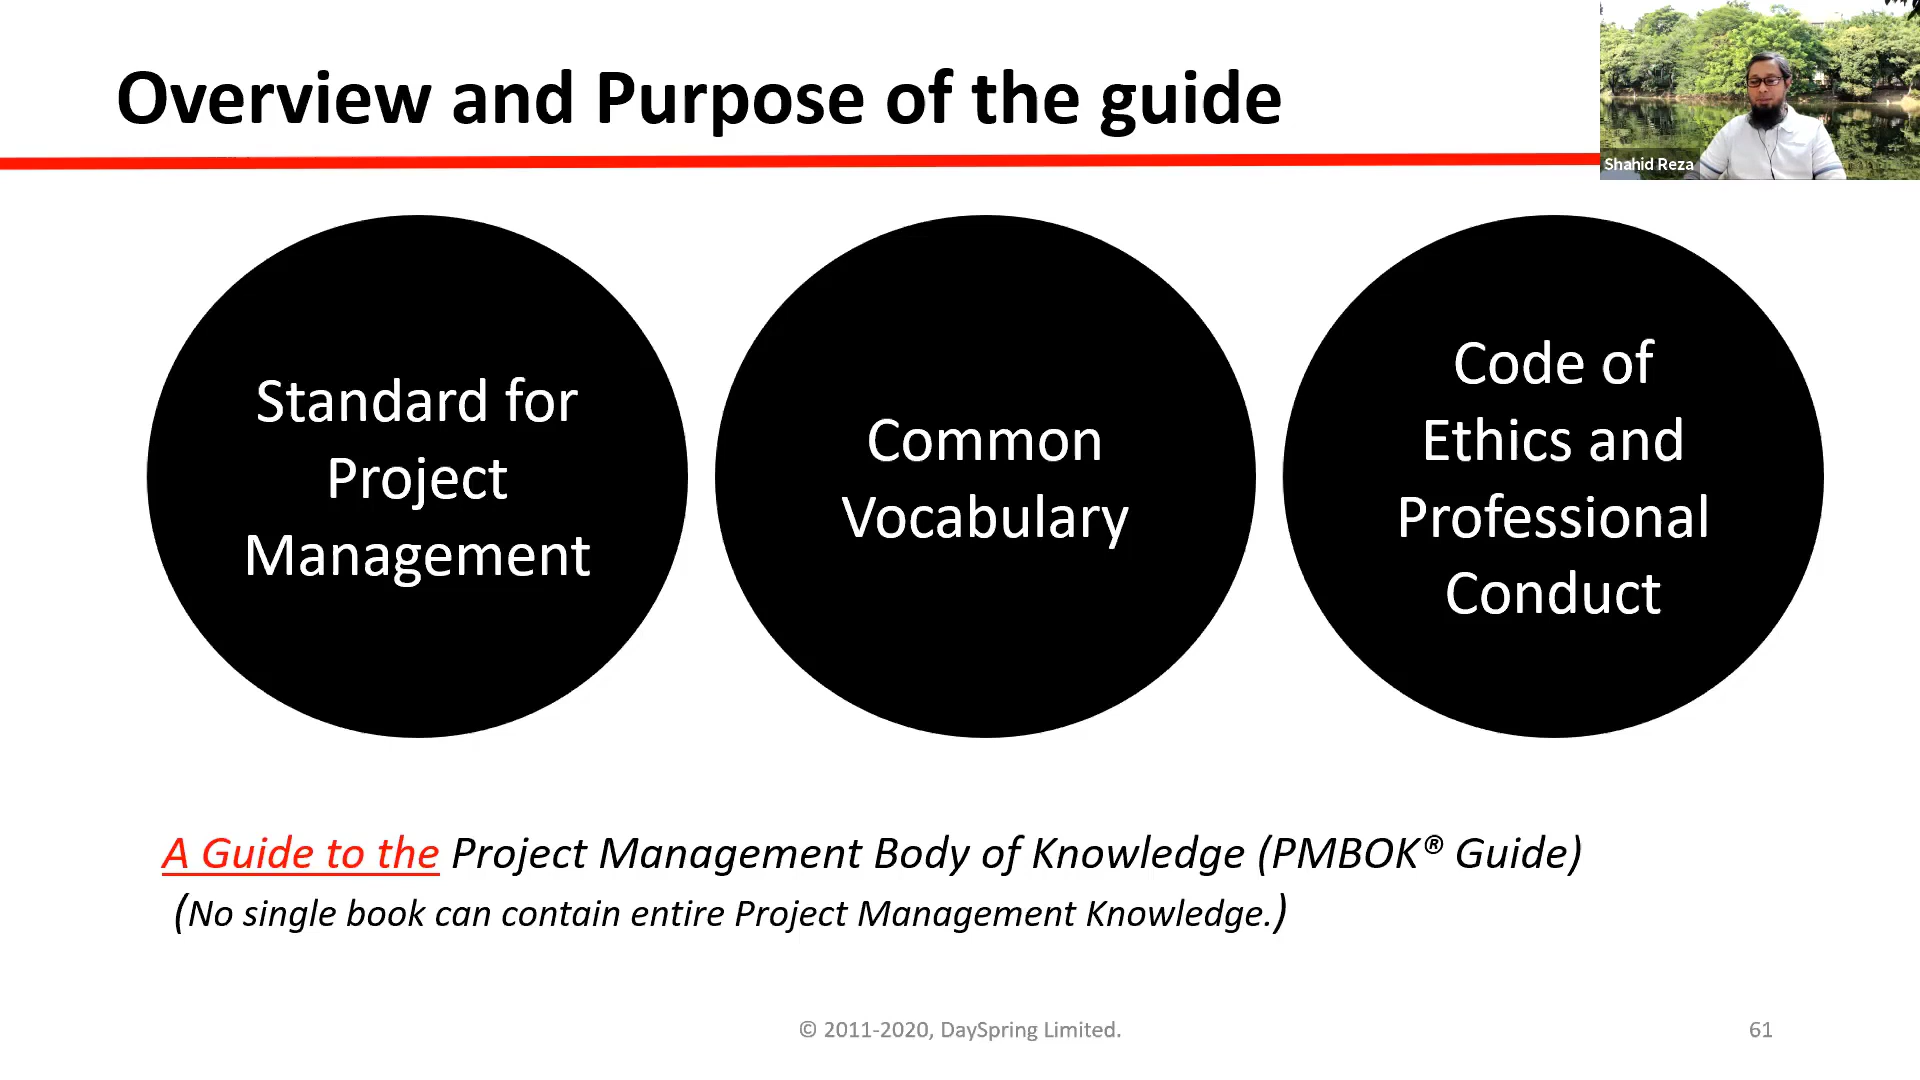 Overview and Purpose of the guide
Shahid Reza
Standard for
Project
Management
Common
Vocabulary
Code of
Ethics and
Professional
Conduct
A Guide to the Project Management Body of Knowledge (PMBOK® Guide)
(No single book can contain entire Project Management Knowledge.)
© 2011-2020, DaySpring Limited.
61